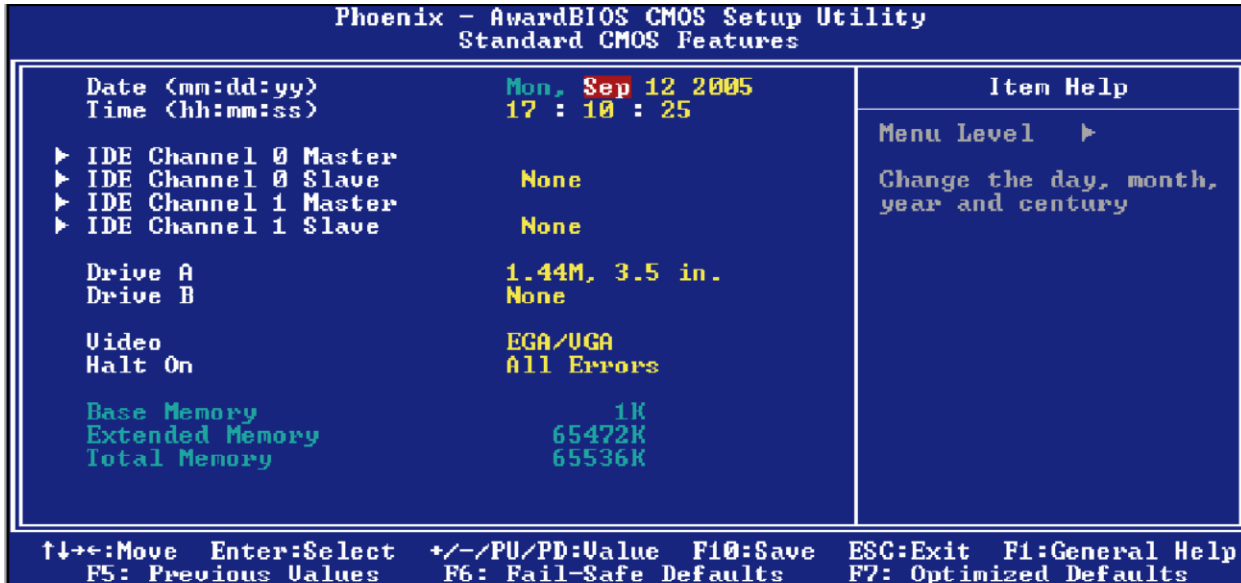 Phoenix - AwardBIOS CMOS Setup Utility
Standard CMOS Features
Date (mm:dd:yy) Mon, Sep 12 2005
Time (hh:mm:ss) 17 : 10 : 25
► IDE Channel 0 Master
► IDE Channel 0 Slave None
► IDE Channel 1 Master
► IDE Channel 1 Slave None
Drive A 1.44M, 3.5 in.
Drive B None
Video EGA/VGA
Halt On All Errors
Base Memory 1K
Extended Memory 65472K
Total Memory 65536K
Item Help
Menu Level ►
Change the day, month,
year and century
↑↓→←:Move Enter:Select +/-/PU/PD:Value F10:Save ESC:Exit F1:General Help
F5: Previous Values F6: Fail-Safe Defaults F7: Optimized Defaults